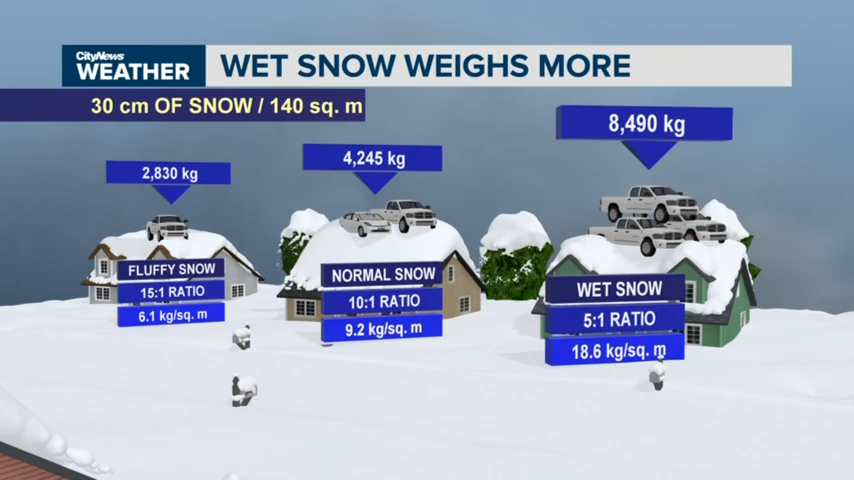 CityNews
WEATHER
WET SNOW WEIGHS MORE
30 cm OF SNOW / 140 sq. m
2,830 kg
FLUFFY SNOW
15:1 RATIO
6.1 kg/sq. m
4,245 kg
NORMAL SNOW
10:1 RATIO
9.2 kg/sq. m
8,490 kg
WET SNOW
5:1 RATIO
18.6 kg/sq. m